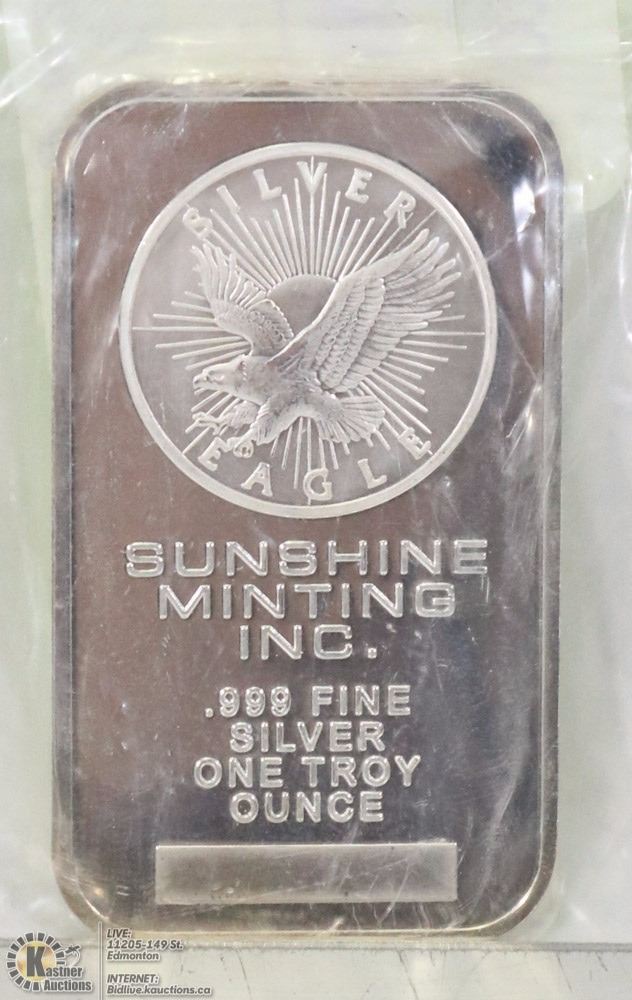 SILVER
EAGLE
SUNSHINE
MINTING
INC.
.999 FINE
SILVER
ONE TROY
OUNCE
Kastner
Auctions
LIVE:
11205-149 St.
Edmonton
INTERNET:
Bidlive.kauctions.ca